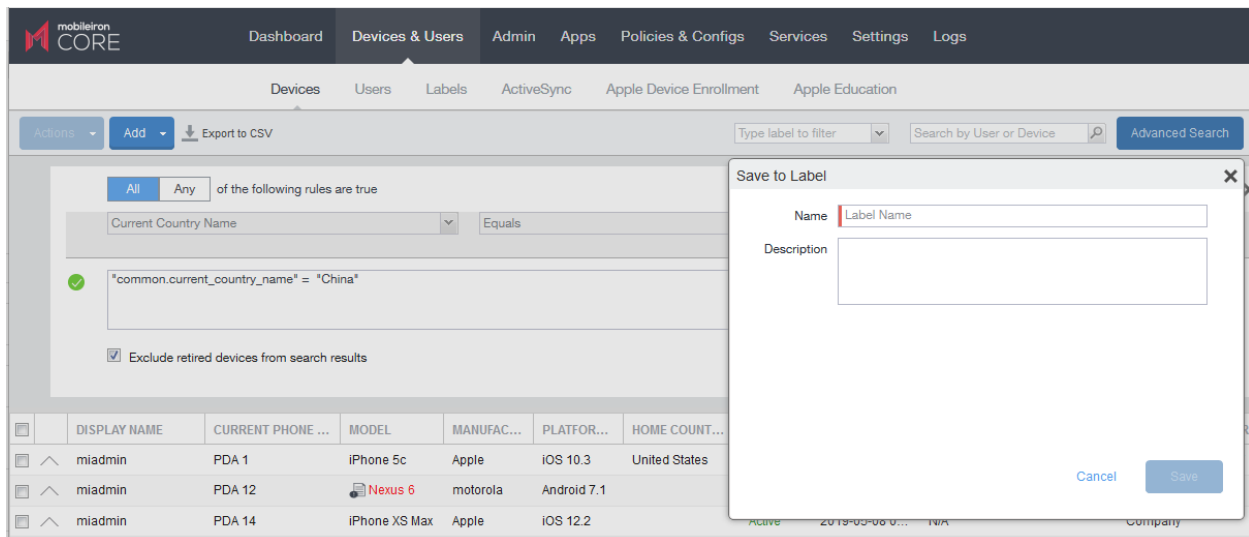 mobileiron
CORE
Dashboard Devices & Users Admin Apps Policies & Configs Services Settings Logs
Devices Users Labels ActiveSync Apple Device Enrollment Apple Education
Actions Add Export to CSV Type label to filter Search by User or Device Advanced Search
Save to Label
All Any of the following rules are true
Name Label Name
Current Country Name Equals
Description
"common.current_country_name" = "China"
Exclude retired devices from search results
DISPLAY NAME CURRENT PHONE ... MODEL MANUFAC... PLATFOR... HOME COUNT...
miadmin PDA 1 iPhone 5c Apple iOS 10.3 United States
Cancel Save
miadmin PDA 12 Nexus 6 motorola Android 7.1
miadmin PDA 14 iPhone XS Max Apple iOS 12.2 Active 2019-05-08 0... N/A Company